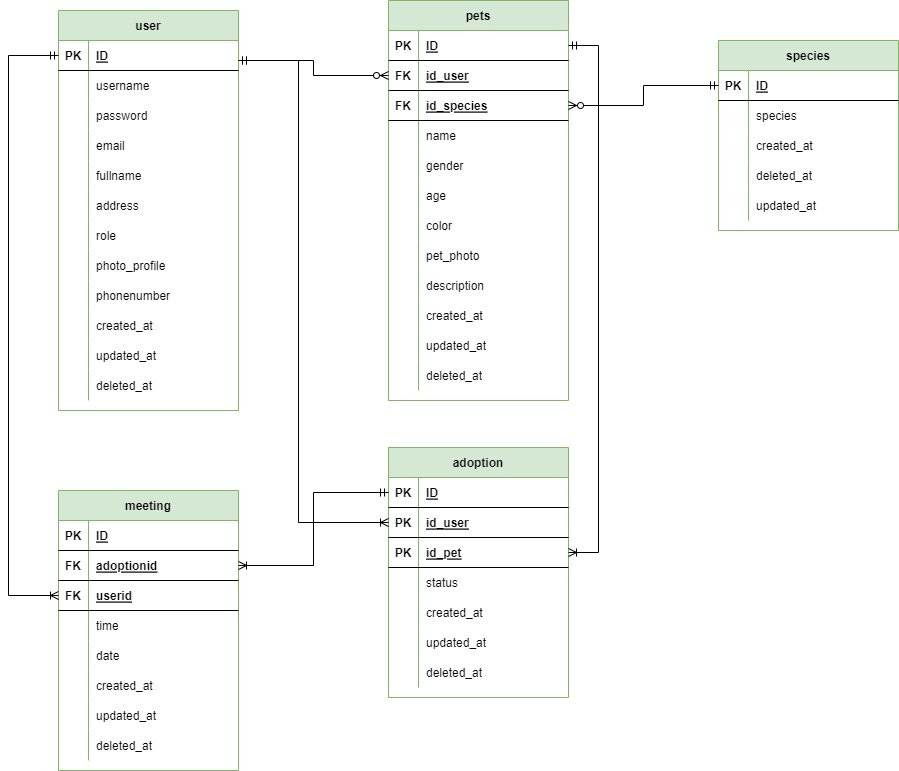 user
PK ID
username
password
email
fullname
address
role
photo_profile
phonenumber
created_at
updated_at
deleted_at
pets
PK ID
FK id_user
FK id_species
name
gender
age
color
pet_photo
description
created_at
updated_at
deleted_at
species
PK ID
species
created_at
deleted_at
updated_at
meeting
PK ID
FK adoptionid
FK userid
time
date
created_at
updated_at
deleted_at
adoption
PK ID
PK id_user
PK id_pet
status
created_at
updated_at
deleted_at